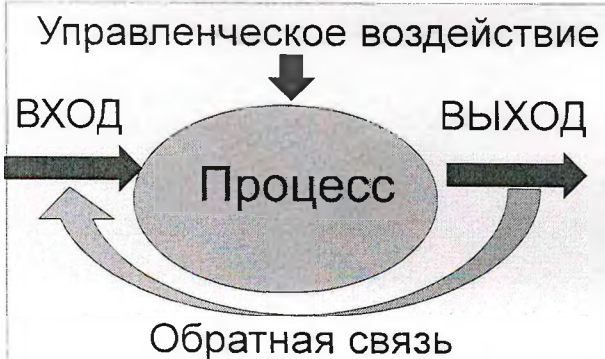 Управленческое воздействие
ВХОД
ВЫХОД
Процесс
Обратная связь